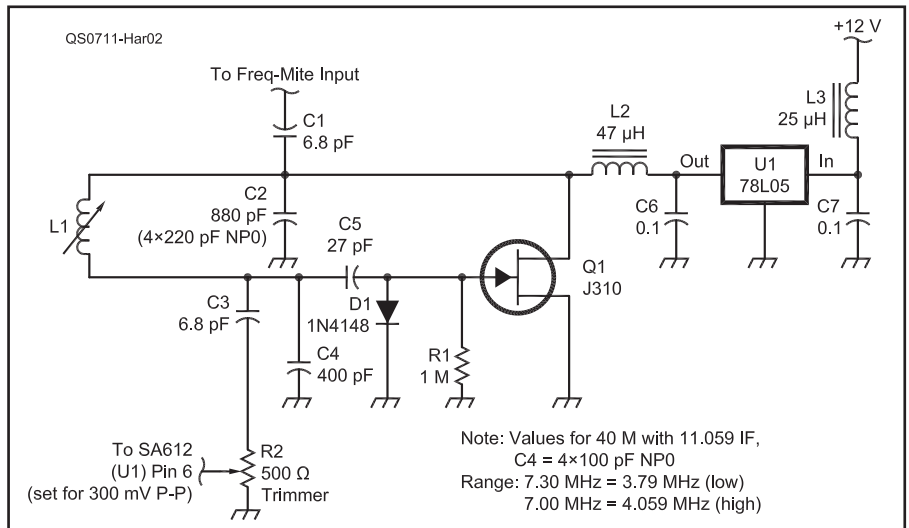 QS0711-Har02
+12 V
To Freq-Mite Input
C1
6.8 pF
L2
47 µH
L3
25 µH
Out
U1
78L05
In
L1
C2
880 pF
(4×220 pF NP0)
C5
27 pF
C6
0.1
C7
0.1
Q1
J310
C3
6.8 pF
D1
1N4148
C4
400 pF
R1
1 M
To SA612
(U1) Pin 6
(set for 300 mV P-P)
R2
500 Ω
Trimmer
Note: Values for 40 M with 11.059 IF,
C4 = 4×100 pF NP0
Range: 7.30 MHz = 3.79 MHz (low)
7.00 MHz = 4.059 MHz (high)